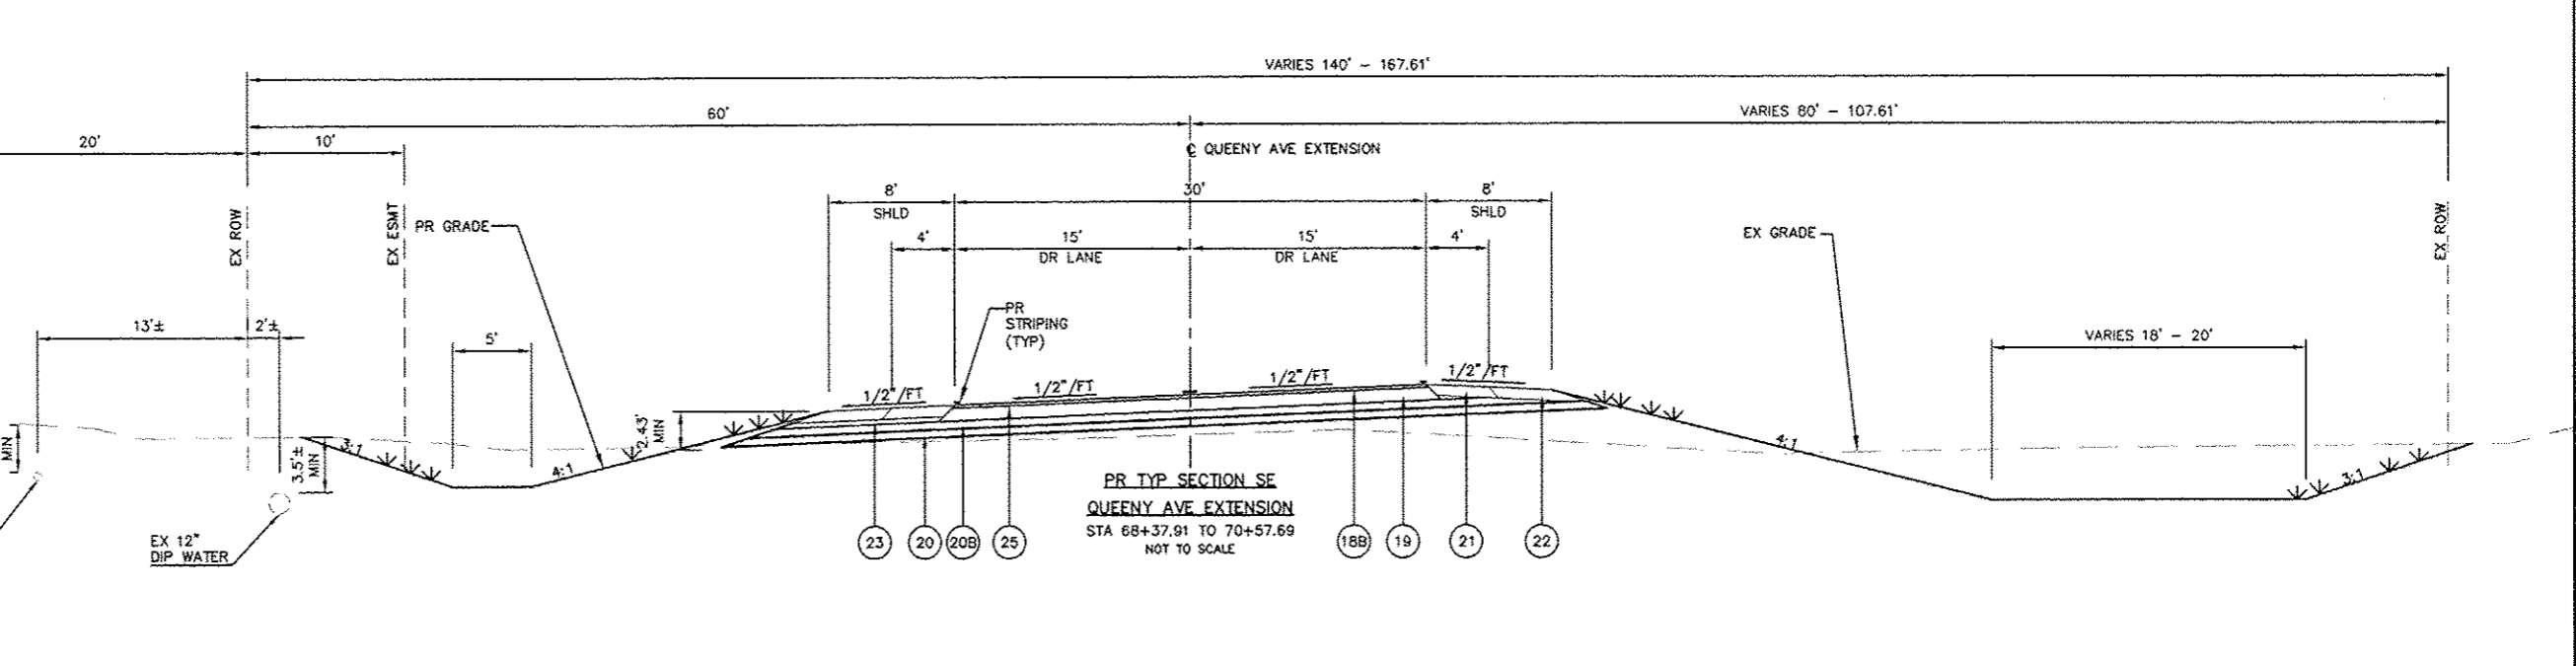 VARIES 140' - 167.61'
60'
VARIES 80' - 107.61'
20'
10'
℄ QUEENY AVE EXTENSION
8'
SHLD
30'
8'
SHLD
EX ROW
EX ESMT
PR GRADE
4'
15'
DR LANE
15'
DR LANE
4'
EX GRADE
EX ROW
13'±
2'±
5'
PR
STRIPING
(TYP)
VARIES 18' - 20'
1/2"/FT
1/2"/FT
1/2"/FT
1/2"/FT
MIN
3:1
3.5'±
MIN
4:1
2.43'
MIN
4:1
3:1
PR TYP SECTION SE
QUEENY AVE EXTENSION
STA 68+37.91 TO 70+57.69
NOT TO SCALE
EX 12"
DIP WATER
23
20
20B
25
18B
19
21
22